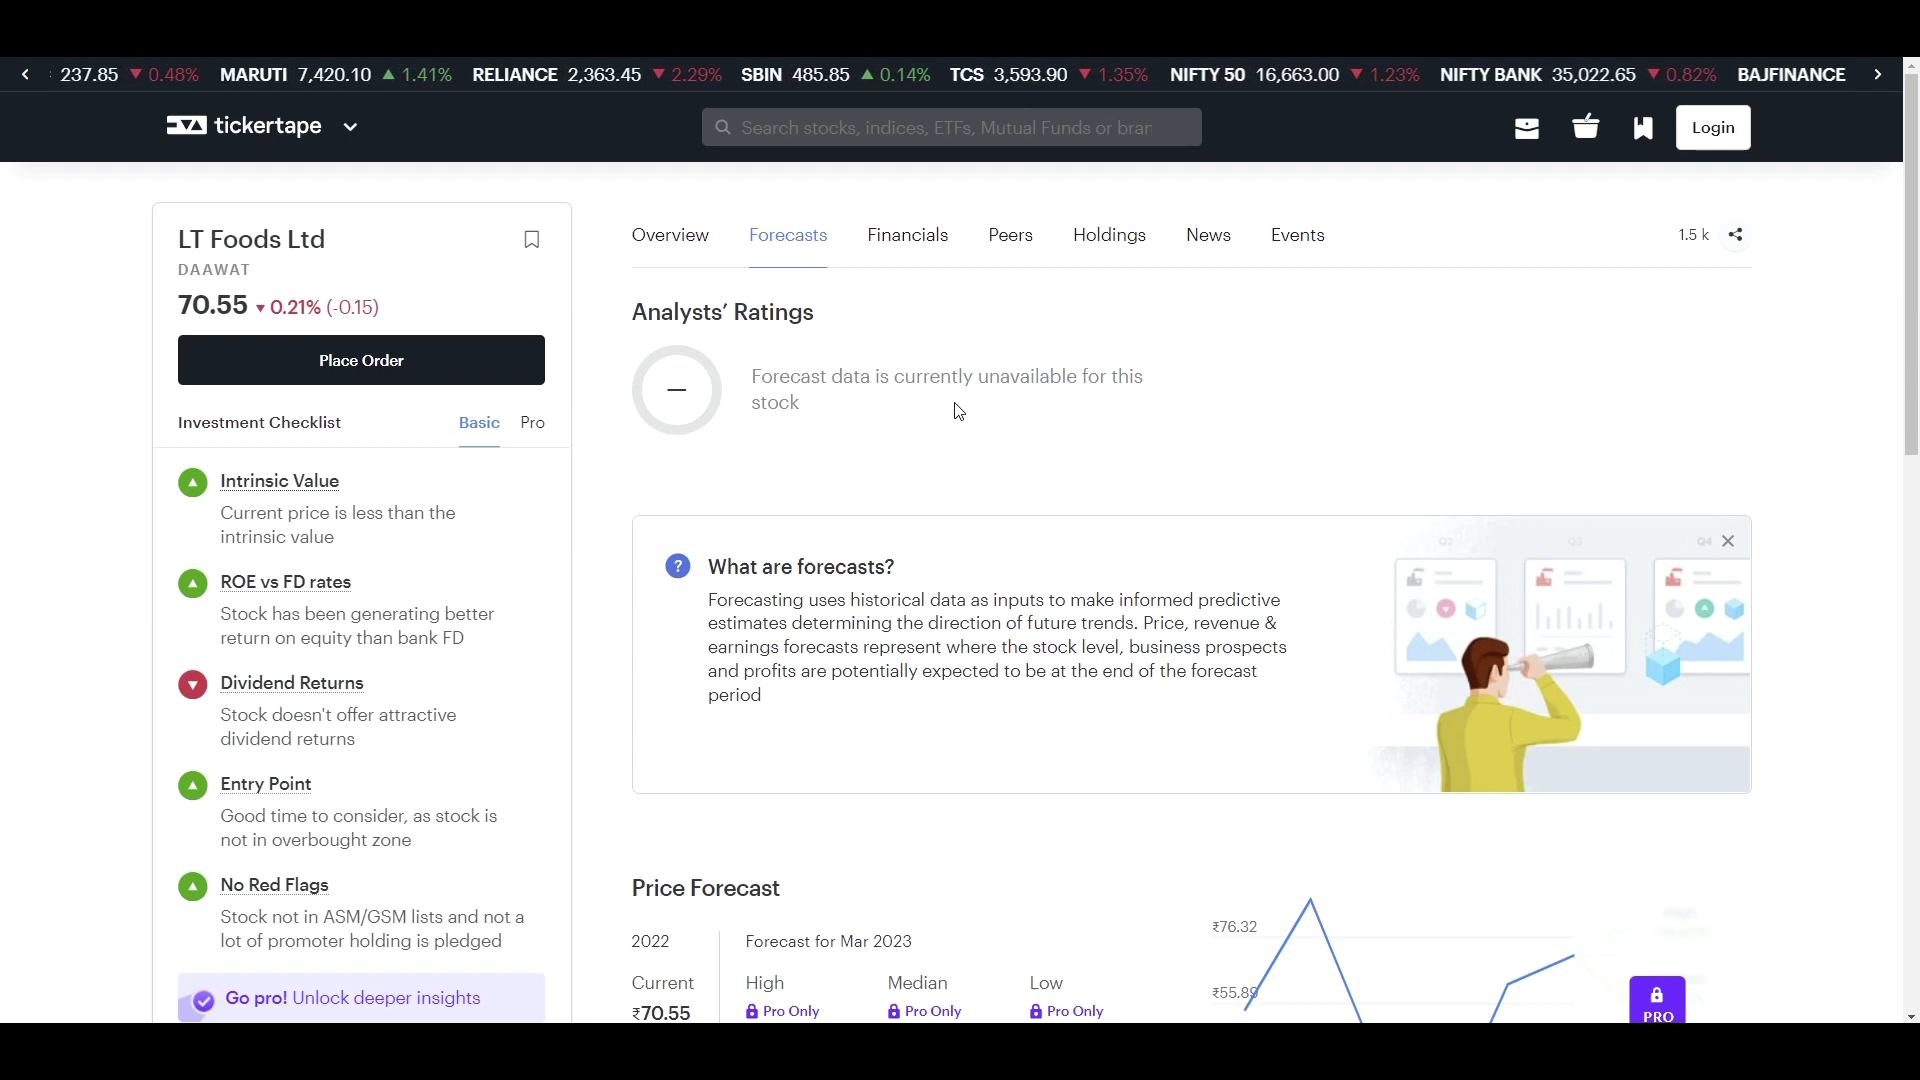 237.85 ▼ 0.48% MARUTI 7,420.10 ▲ 1.41% RELIANCE 2,363.45 ▼ 2.29% SBIN 485.85 ▲ 0.14% TCS 3,593.90 ▼ 1.35% NIFTY 50 16,663.00 ▼ 1.23% NIFTY BANK 35,022.65 ▼ 0.82% BAJFINANCE
tickertape
Search stocks, indices, ETFs, Mutual Funds or bran
Login
LT Foods Ltd
DAAWAT
70.55 ▼ 0.21% (-0.15)
Place Order
Investment Checklist Basic Pro
Intrinsic Value
Current price is less than the
intrinsic value
ROE vs FD rates
Stock has been generating better
return on equity than bank FD
Dividend Returns
Stock doesn't offer attractive
dividend returns
Entry Point
Good time to consider, as stock is
not in overbought zone
No Red Flags
Stock not in ASM/GSM lists and not a
lot of promoter holding is pledged
Go pro! Unlock deeper insights
Overview Forecasts Financials Peers Holdings News Events 1.5 k
Analysts’ Ratings
—
Forecast data is currently unavailable for this
stock
? What are forecasts?
Forecasting uses historical data as inputs to make informed predictive
estimates determining the direction of future trends. Price, revenue &
earnings forecasts represent where the stock level, business prospects
and profits are potentially expected to be at the end of the forecast
period
Q2 Q3 Q4
Price Forecast
2022 Forecast for Mar 2023
Current High Median Low
₹70.55 Pro Only Pro Only Pro Only
₹76.32
₹55.89
PRO